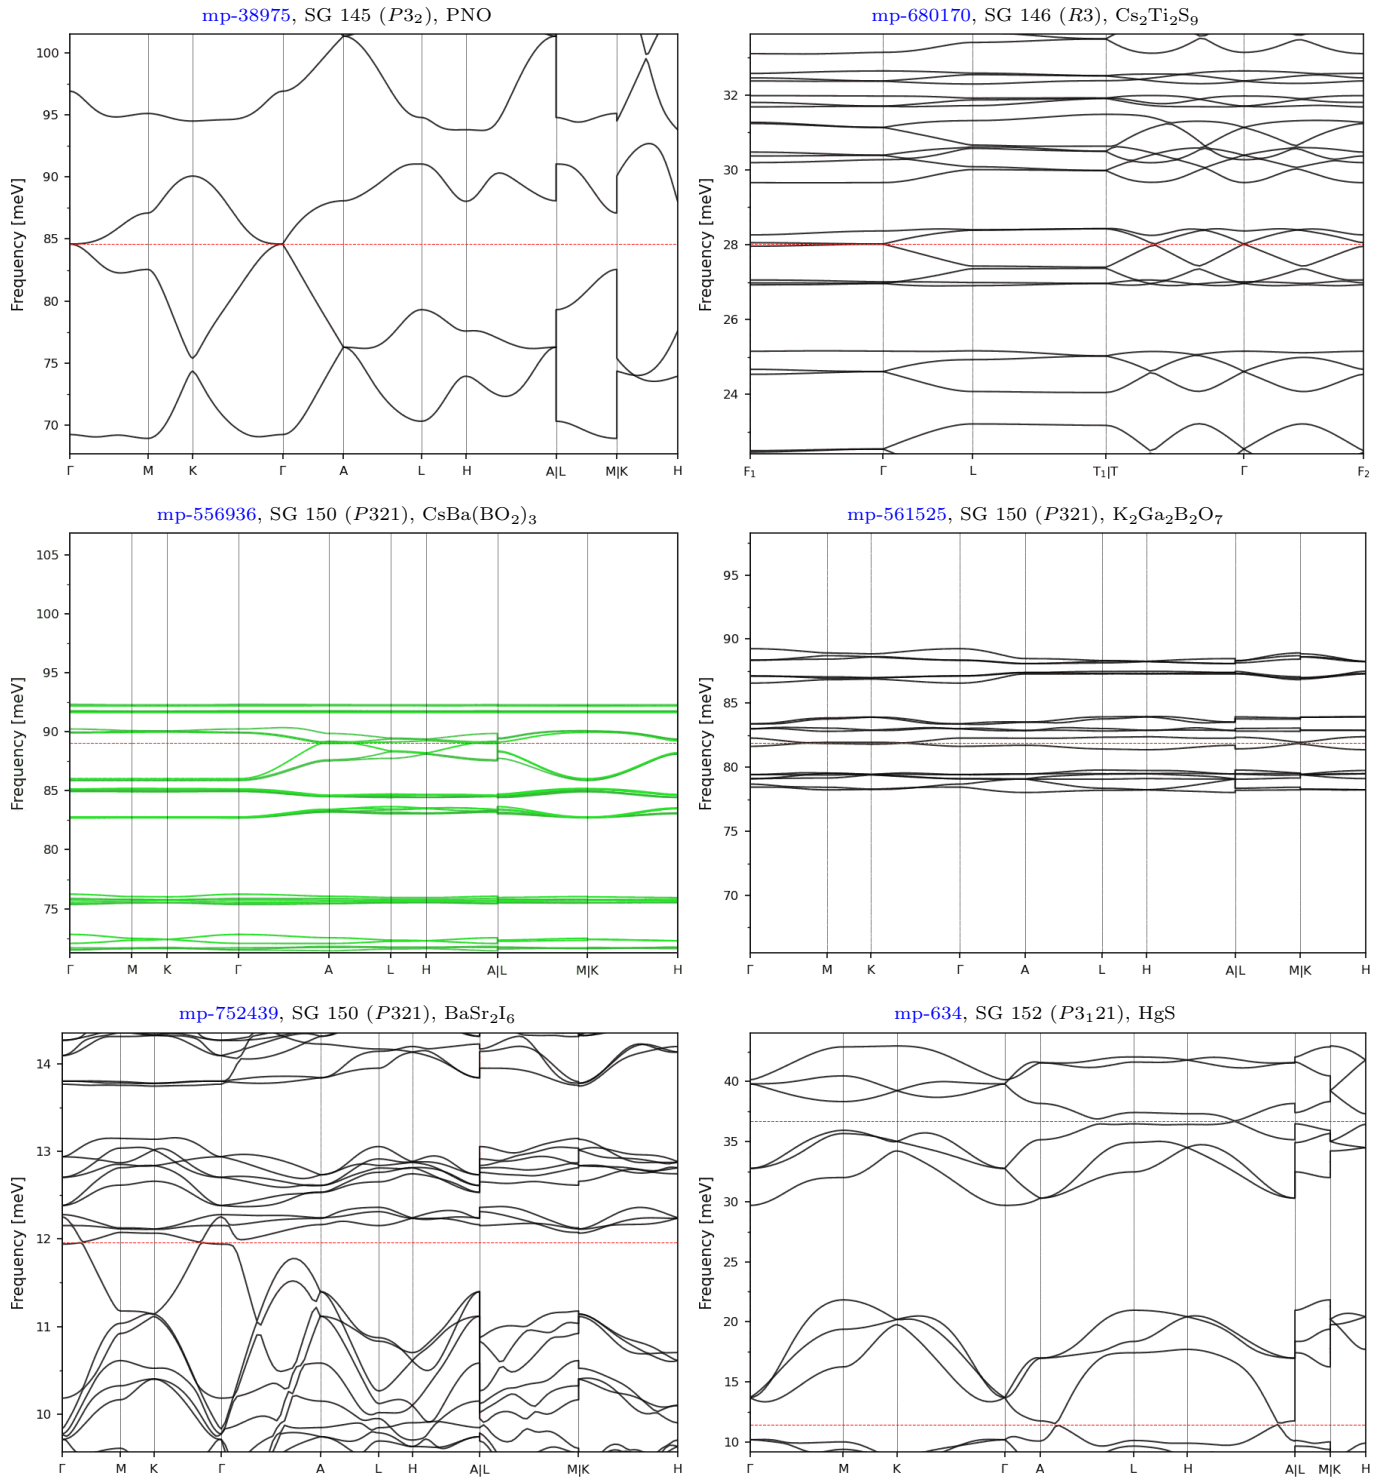 mp-38975, SG 145 (P3₂), PNO
100
95
90
85
80
75
70
Frequency [meV]
Γ M K Γ A L H A|L M|K H
mp-680170, SG 146 (R3), Cs₂Ti₂S₉
32
30
28
26
24
Frequency [meV]
F₁ Γ L T₁|T Γ F₂
mp-556936, SG 150 (P321), CsBa(BO₂)₃
105
100
95
90
85
80
75
Frequency [meV]
Γ M K Γ A L H A|L M|K H
mp-561525, SG 150 (P321), K₂Ga₂B₂O₇
95
90
85
80
75
70
Frequency [meV]
Γ M K Γ A L H A|L M|K H
mp-752439, SG 150 (P321), BaSr₂I₆
14
13
12
11
10
Frequency [meV]
Γ M K Γ A L H A|L M|K H
mp-634, SG 152 (P3₁21), HgS
40
35
30
25
20
15
10
Frequency [meV]
Γ M K Γ A L H A|L M|K H